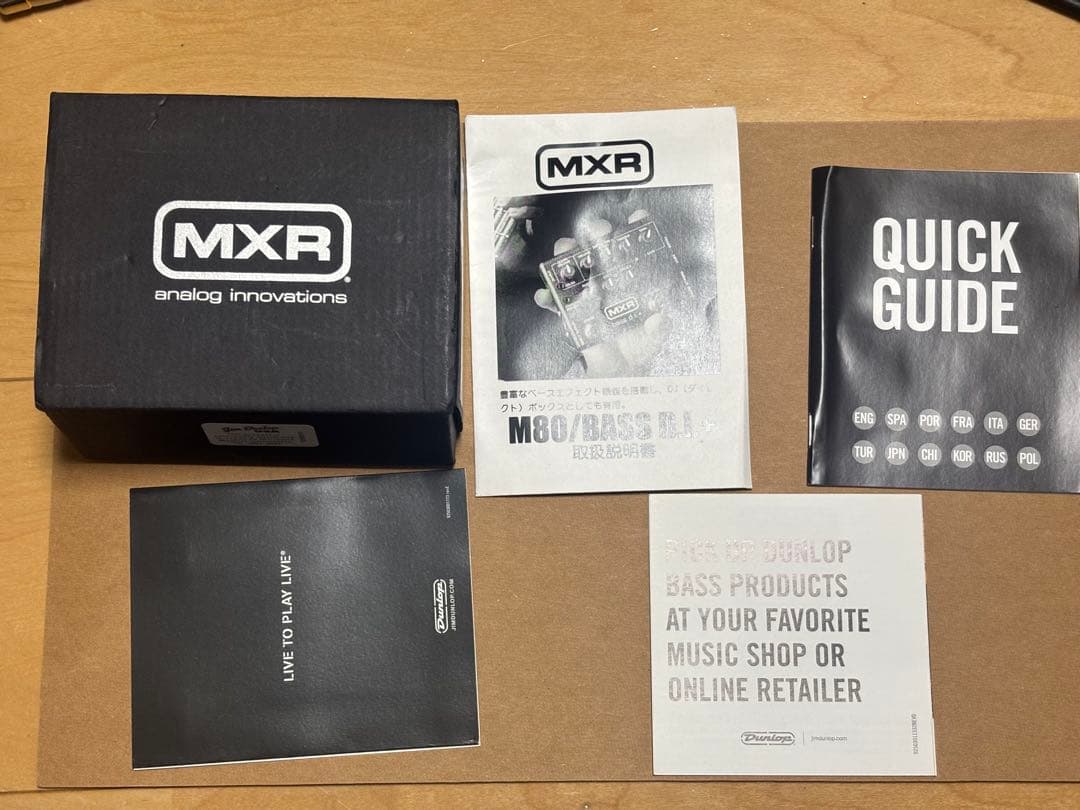 MXR
analog innovations
Jim Dunlop
MXR
MXR
豊富なベースエフェクト機能を搭載し、DI（ダイレ
クト）ボックスとしても有用。
M80/BASS D.I.+
取扱説明書
QUICK
GUIDE
ENG SPA POR FRA ITA GER
TUR JPN CHI KOR RUS POL
LIVE TO PLAY LIVE®
Dunlop
JIMDUNLOP.COM
PICK UP DUNLOP
BASS PRODUCTS
AT YOUR FAVORITE
MUSIC SHOP OR
ONLINE RETAILER
Dunlop
jimdunlop.com